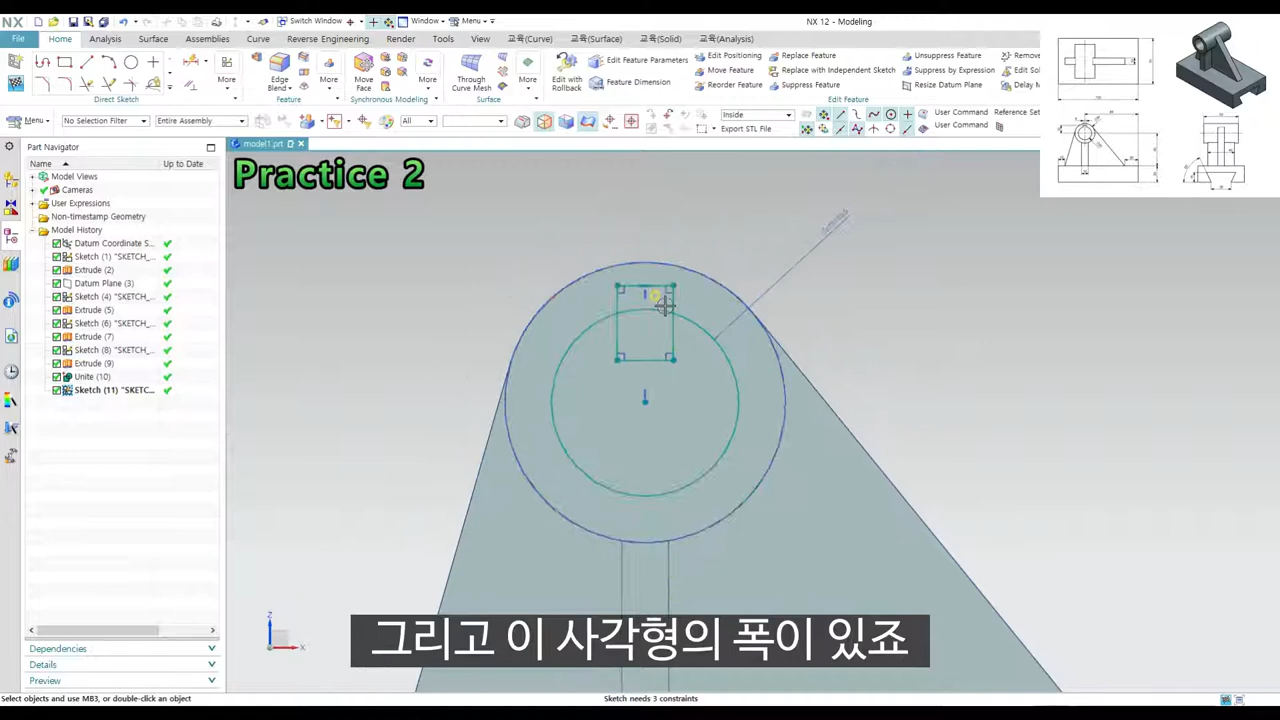 NX
Switch Window
Window
Menu
NX 12 - Modeling
File
Home
Analysis
Surface
Assemblies
Curve
Reverse Engineering
Render
Tools
View
교육(Curve)
교육(Surface)
교육(Solid)
교육(Analysis)
More
Edge
Blend
More
Move
Face
More
Through
Curve Mesh
More
Edit with
Rollback
Edit Feature Parameters
Feature Dimension
Edit Positioning
Move Feature
Reorder Feature
Replace Feature
Replace with Independent Sketch
Suppress Feature
Unsuppress Feature
Suppress by Expression
Resize Datum Plane
Remov
Edit Sol
Delay M
Direct Sketch
Feature
Synchronous Modeling
Surface
Edit Feature
Menu
No Selection Filter
Entire Assembly
All
Inside
Export STL File
User Command
User Command
Reference Set
Part Navigator
model1.prt
Name
Up to Date
Model Views
Cameras
User Expressions
Non-timestamp Geometry
Model History
Datum Coordinate S...
Sketch (1) "SKETCH_...
Extrude (2)
Datum Plane (3)
Sketch (4) "SKETCH_...
Extrude (5)
Sketch (6) "SKETCH_...
Extrude (7)
Sketch (8) "SKETCH_...
Extrude (9)
Unite (10)
Sketch (11) "SKETC...
Practice 2
Z
X
그리고 이 사각형의 폭이 있죠
Dependencies
Details
Preview
Select objects and use MB3, or double-click an object
Sketch needs 3 constraints